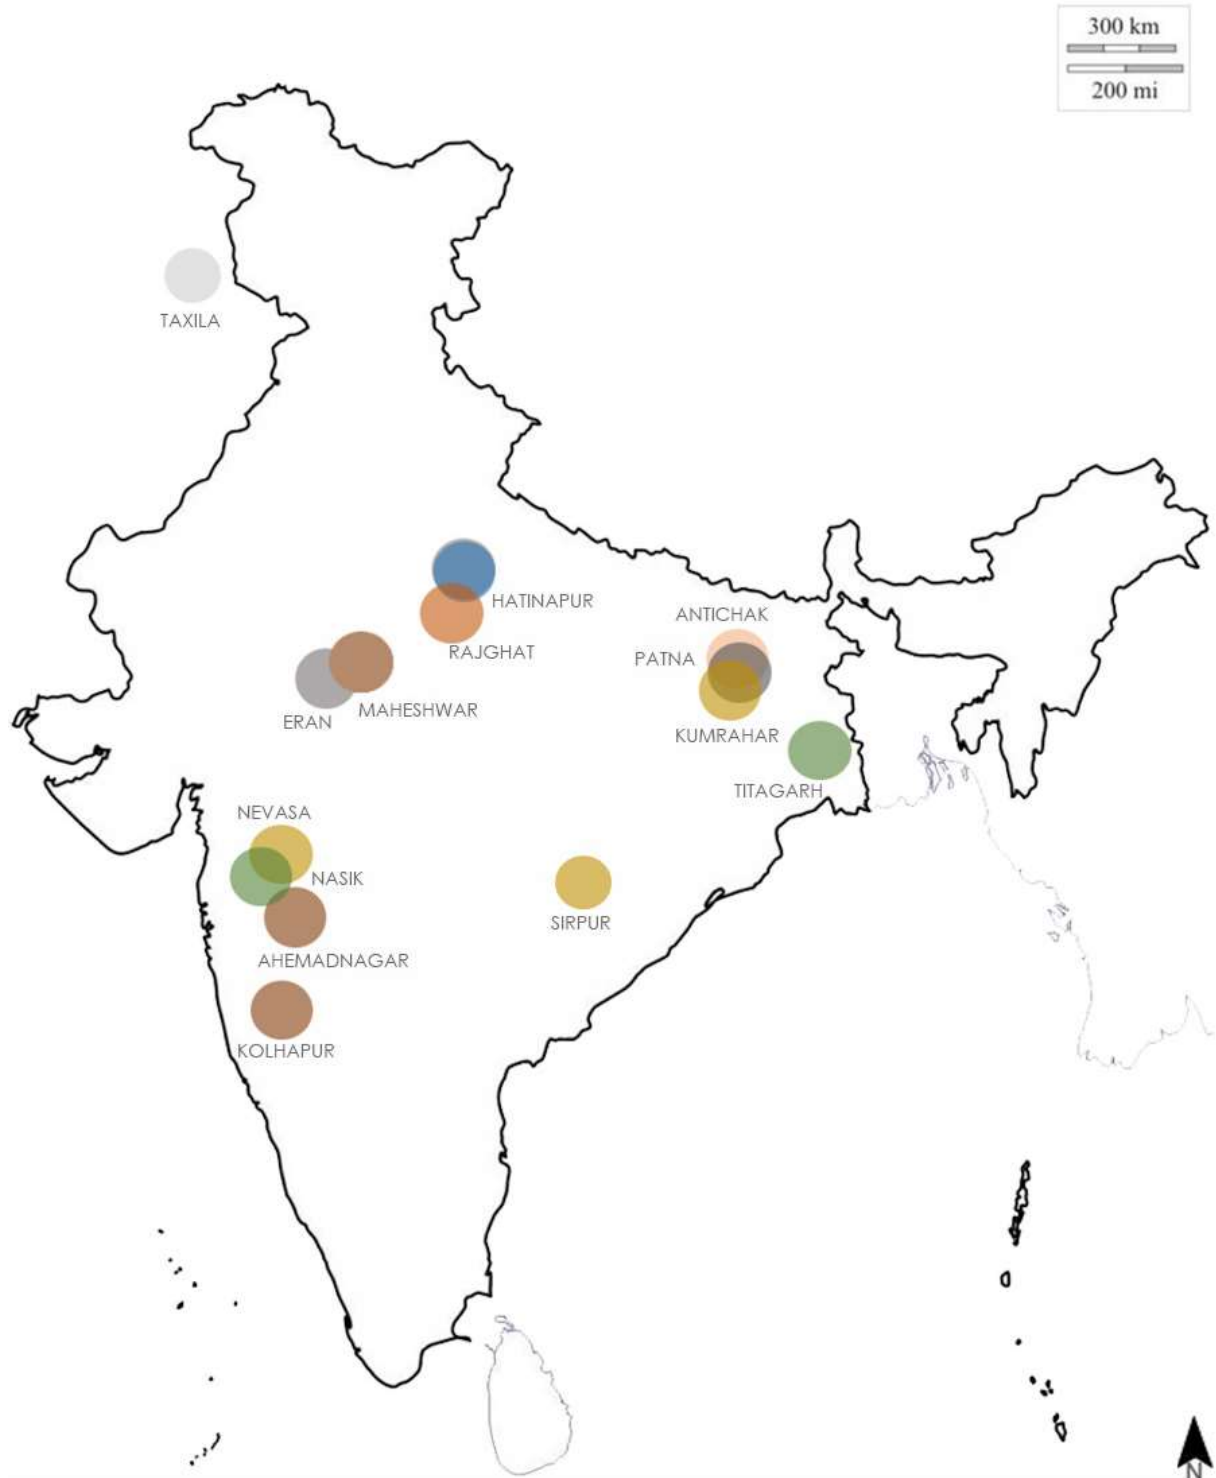 300 km
200 mi
TAXILA
HATINAPUR
ANTICHAK
RAJGHAT
PATNA
MAHESHWAR
ERAN
KUMRAHAR
TITAGARH
NEVASA
NASIK
SIRPUR
AHEMADNAGAR
KOLHAPUR
N